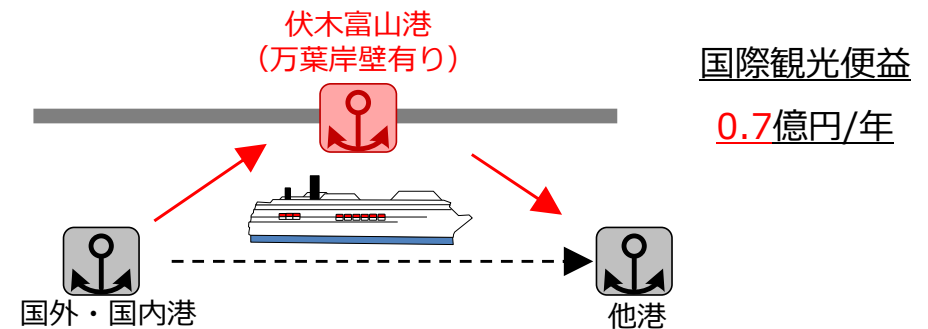 伏木富山港
（万葉岸壁有り）
国際観光便益
0.7億円/年
国外・国内港
他港